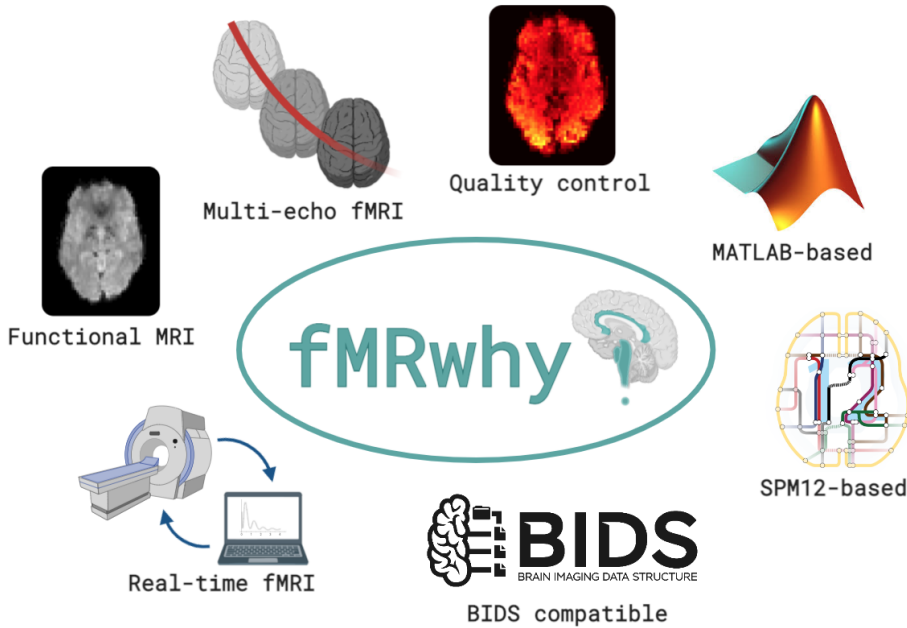 Quality control
Multi-echo fMRI
MATLAB-based
Functional MRI
fMRwhy
12
SPM12-based
BIDS
BRAIN IMAGING DATA STRUCTURE
Real-time fMRI
BIDS compatible